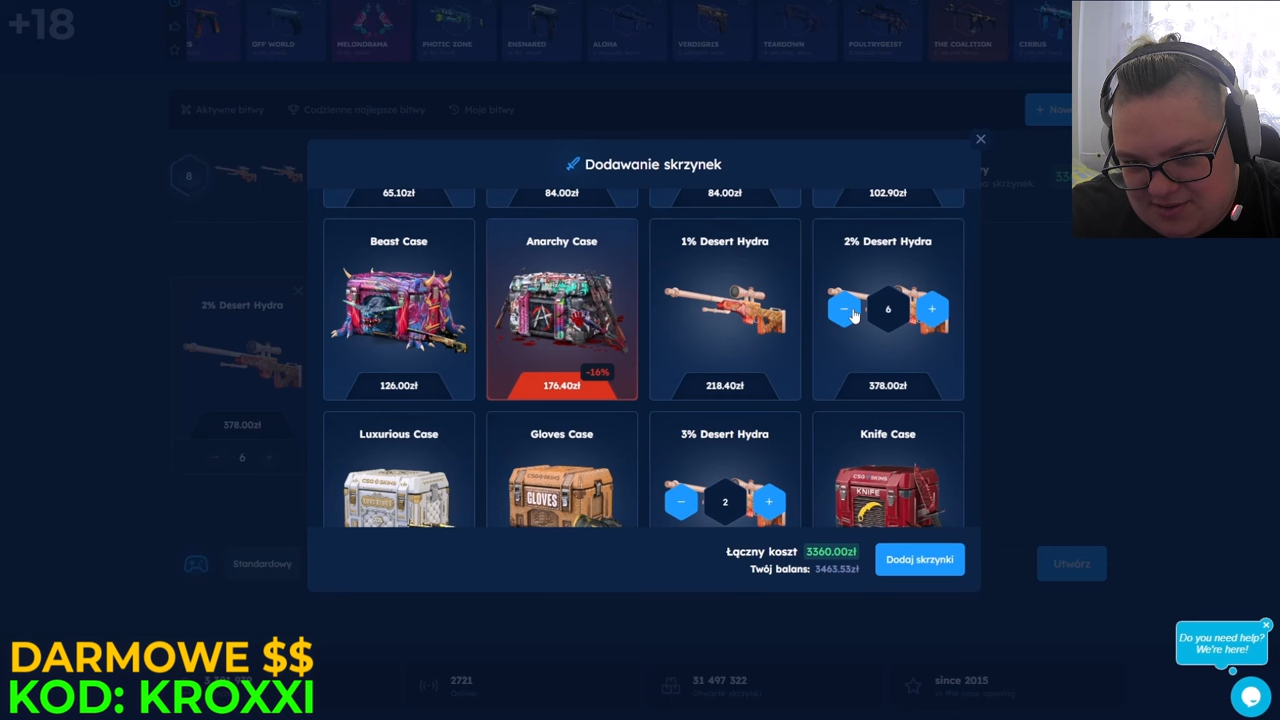 +18
OFF WORLD
MELONDRAMA
PHOTIC ZONE
ENSNARED
ALOHA
VERDIGRIS
TEARDOWN
POULTRYGEIST
THE COALITION
CIRRUS
Aktywne bitwy
Codzienne najlepsze bitwy
Moje bitwy
+ Now
8
Dodawanie skrzynek
65.10zł
84.00zł
84.00zł
102.90zł
Beast Case
Anarchy Case
1% Desert Hydra
2% Desert Hydra
6
-16%
126.00zł
176.40zł
218.40zł
378.00zł
Luxurious Case
Gloves Case
3% Desert Hydra
Knife Case
GLOVES
KNIFE
2
2% Desert Hydra
378.00zł
6
Łączny koszt 3360.00zł
Twój balans: 3463.53zł
Dodaj skrzynki
Standardowy
Utwórz
DARMOWE $$
KOD: KROXXI
2721
Online
31 497 322
since 2015
Do you need help?
We're here!